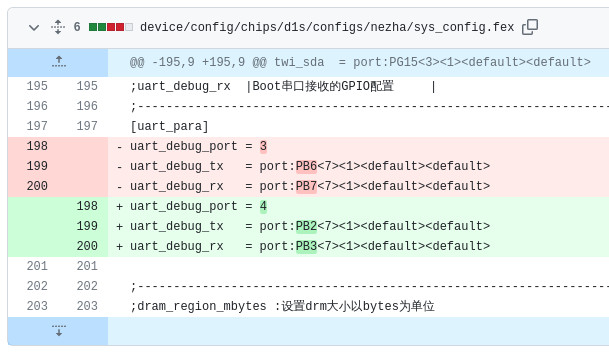 6 device/config/chips/d1s/configs/nezha/sys_config.fex
@@ -195,9 +195,9 @@ twi_sda  = port:PG15<3><1><default><default>
195 195 ;uart_debug_rx  |Boot串口接收的GPIO配置     |
196 196 ;------------------------------------------------------------------
197 197 [uart_para]
198 - uart_debug_port = 3
199 - uart_debug_tx   = port:PB6<7><1><default><default>
200 - uart_debug_rx   = port:PB7<7><1><default><default>
198 + uart_debug_port = 4
199 + uart_debug_tx   = port:PB2<7><1><default><default>
200 + uart_debug_rx   = port:PB3<7><1><default><default>
201 201
202 202 ;------------------------------------------------------------------
203 203 ;dram_region_mbytes :设置drm大小以bytes为单位